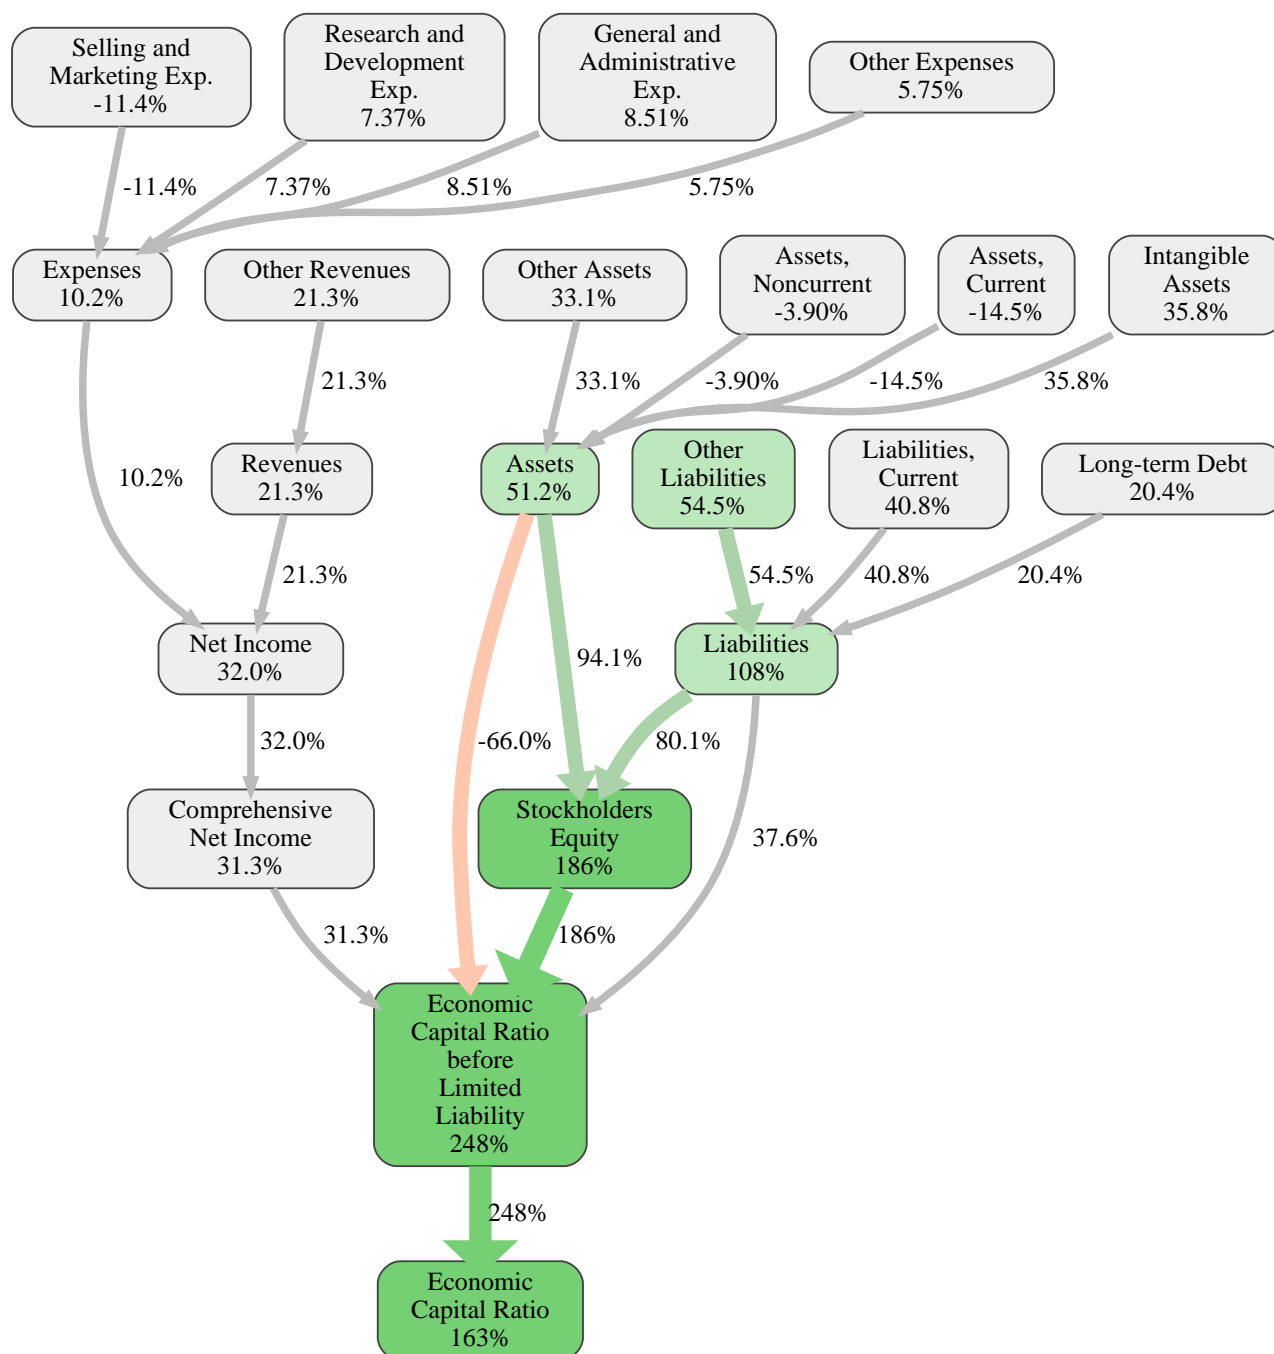 Selling and
Marketing Exp.
-11.4%
Research and
Development
Exp.
7.37%
General and
Administrative
Exp.
8.51%
Other Expenses
5.75%
-11.4%
7.37%
8.51%
5.75%
Expenses
10.2%
Other Revenues
21.3%
Other Assets
33.1%
Assets,
Noncurrent
-3.90%
Assets,
Current
-14.5%
Intangible
Assets
35.8%
21.3%
33.1%
-3.90%
-14.5%
35.8%
10.2%
Revenues
21.3%
Assets
51.2%
Other
Liabilities
54.5%
Liabilities,
Current
40.8%
Long-term Debt
20.4%
21.3%
54.5%
40.8%
20.4%
Net Income
32.0%
94.1%
Liabilities
108%
32.0%
-66.0%
80.1%
Comprehensive
Net Income
31.3%
Stockholders
Equity
186%
37.6%
31.3%
186%
Economic
Capital Ratio
before
Limited
Liability
248%
248%
Economic
Capital Ratio
163%